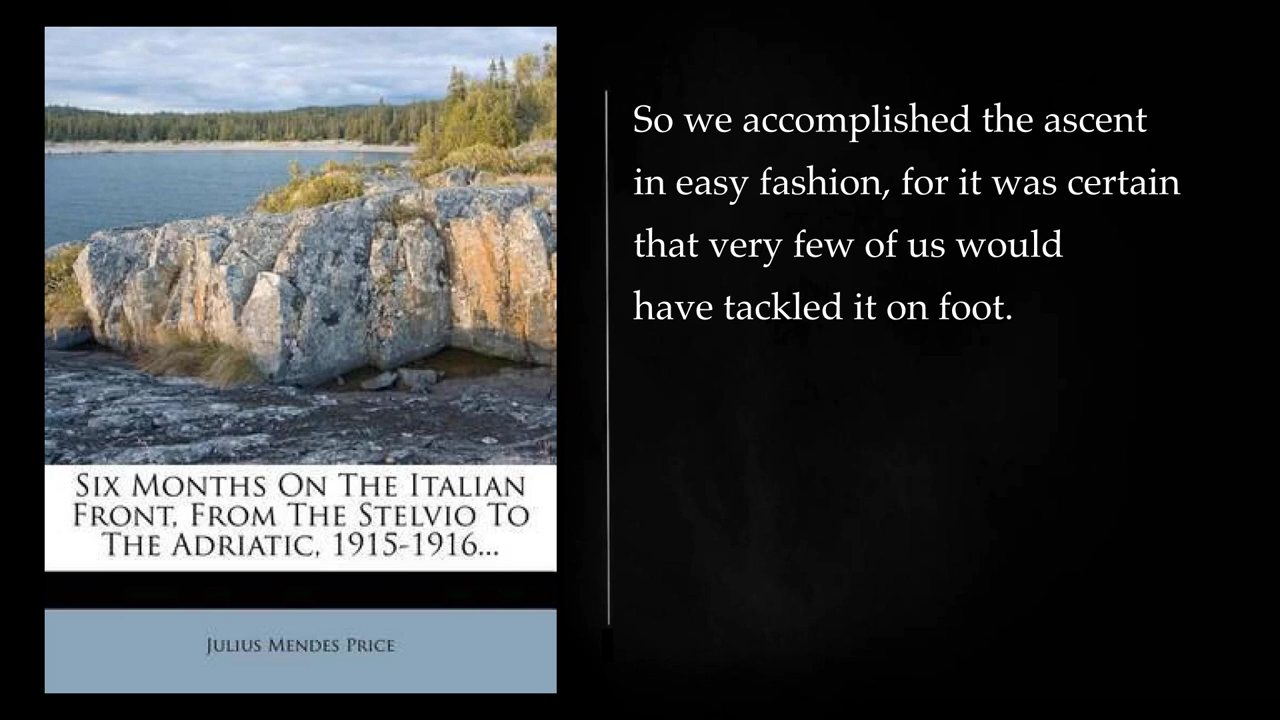 Six Months On The Italian
Front, From The Stelvio To
The Adriatic, 1915-1916...
Julius Mendes Price
So we accomplished the ascent
in easy fashion, for it was certain
that very few of us would
have tackled it on foot.